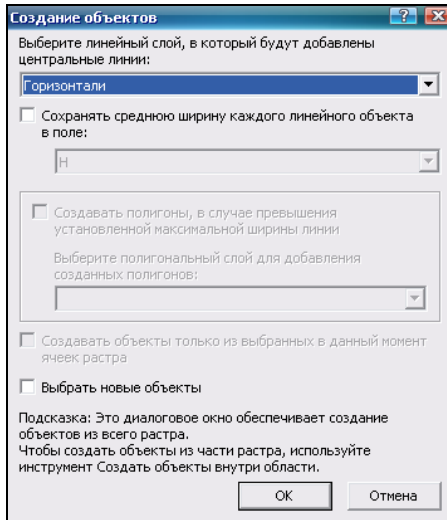 Создание объектов
Выберите линейный слой, в который будут добавлены
центральные линии:
Горизонтали
Сохранять среднюю ширину каждого линейного объекта
в поле:
H
Создавать полигоны, в случае превышения
установленной максимальной ширины линии
Выберите полигональный слой для добавления
созданных полигонов:
Создавать объекты только из выбранных в данный момент
ячеек растра
Выбрать новые объекты
Подсказка: Это диалоговое окно обеспечивает создание
объектов из всего растра.
Чтобы создать объекты из части растра, используйте
инструмент Создать объекты внутри области.
OK Отмена